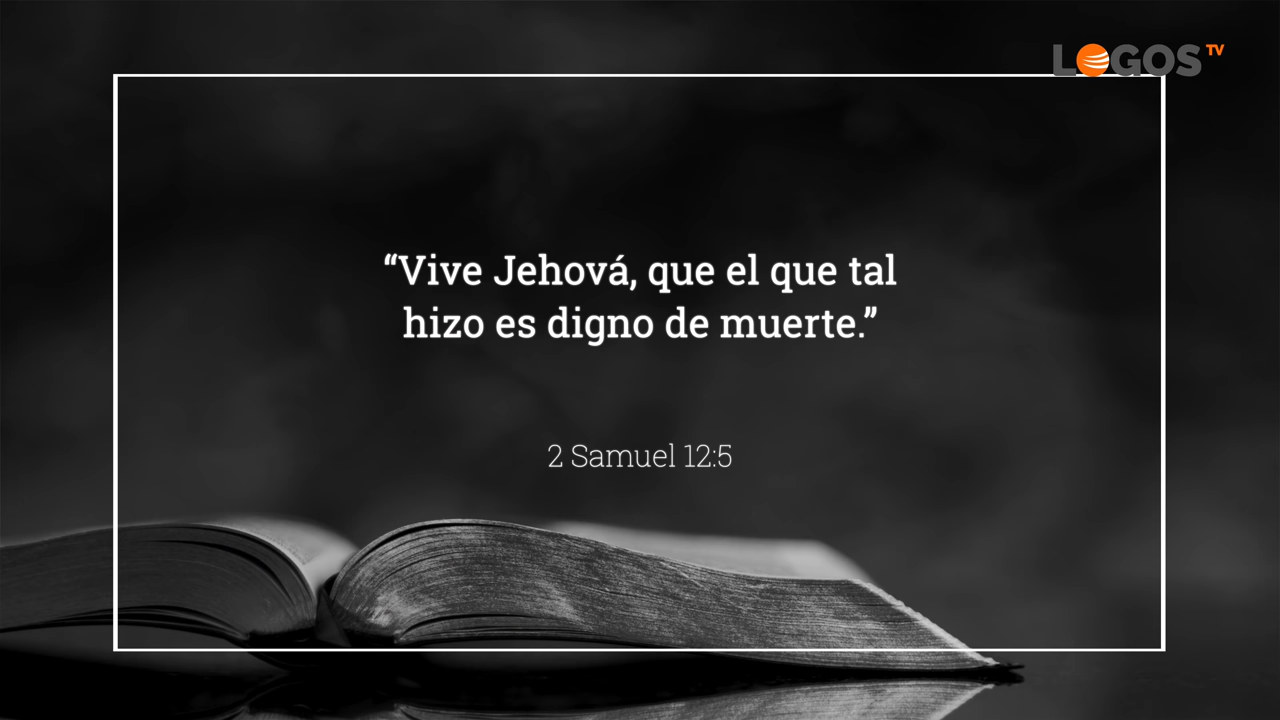 LOGOS TV
“Vive Jehová, que el que tal
hizo es digno de muerte.”
2 Samuel 12:5